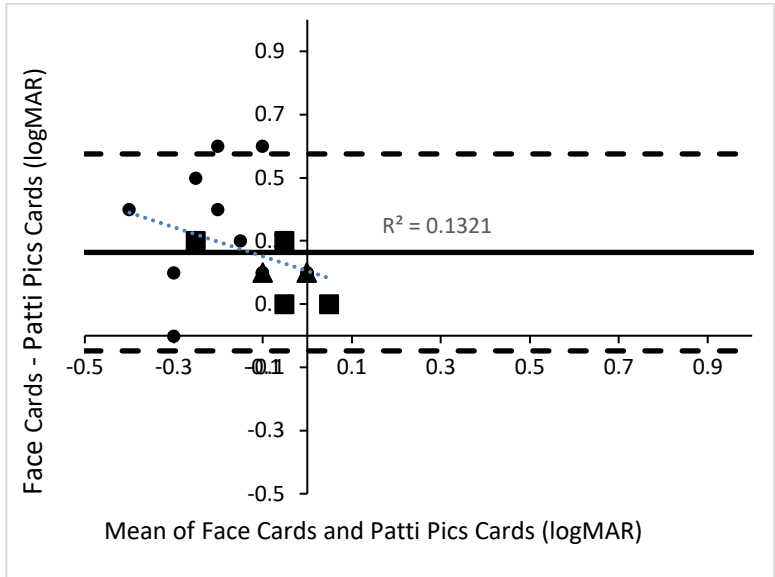 Face Cards - Patti Pics Cards (logMAR)
0.9
0.7
0.5
R² = 0.1321
0.
0.
-0.5 -0.3 -0.1 0.1 0.3 0.5 0.7 0.9
-0.1
-0.3
-0.5
Mean of Face Cards and Patti Pics Cards (logMAR)